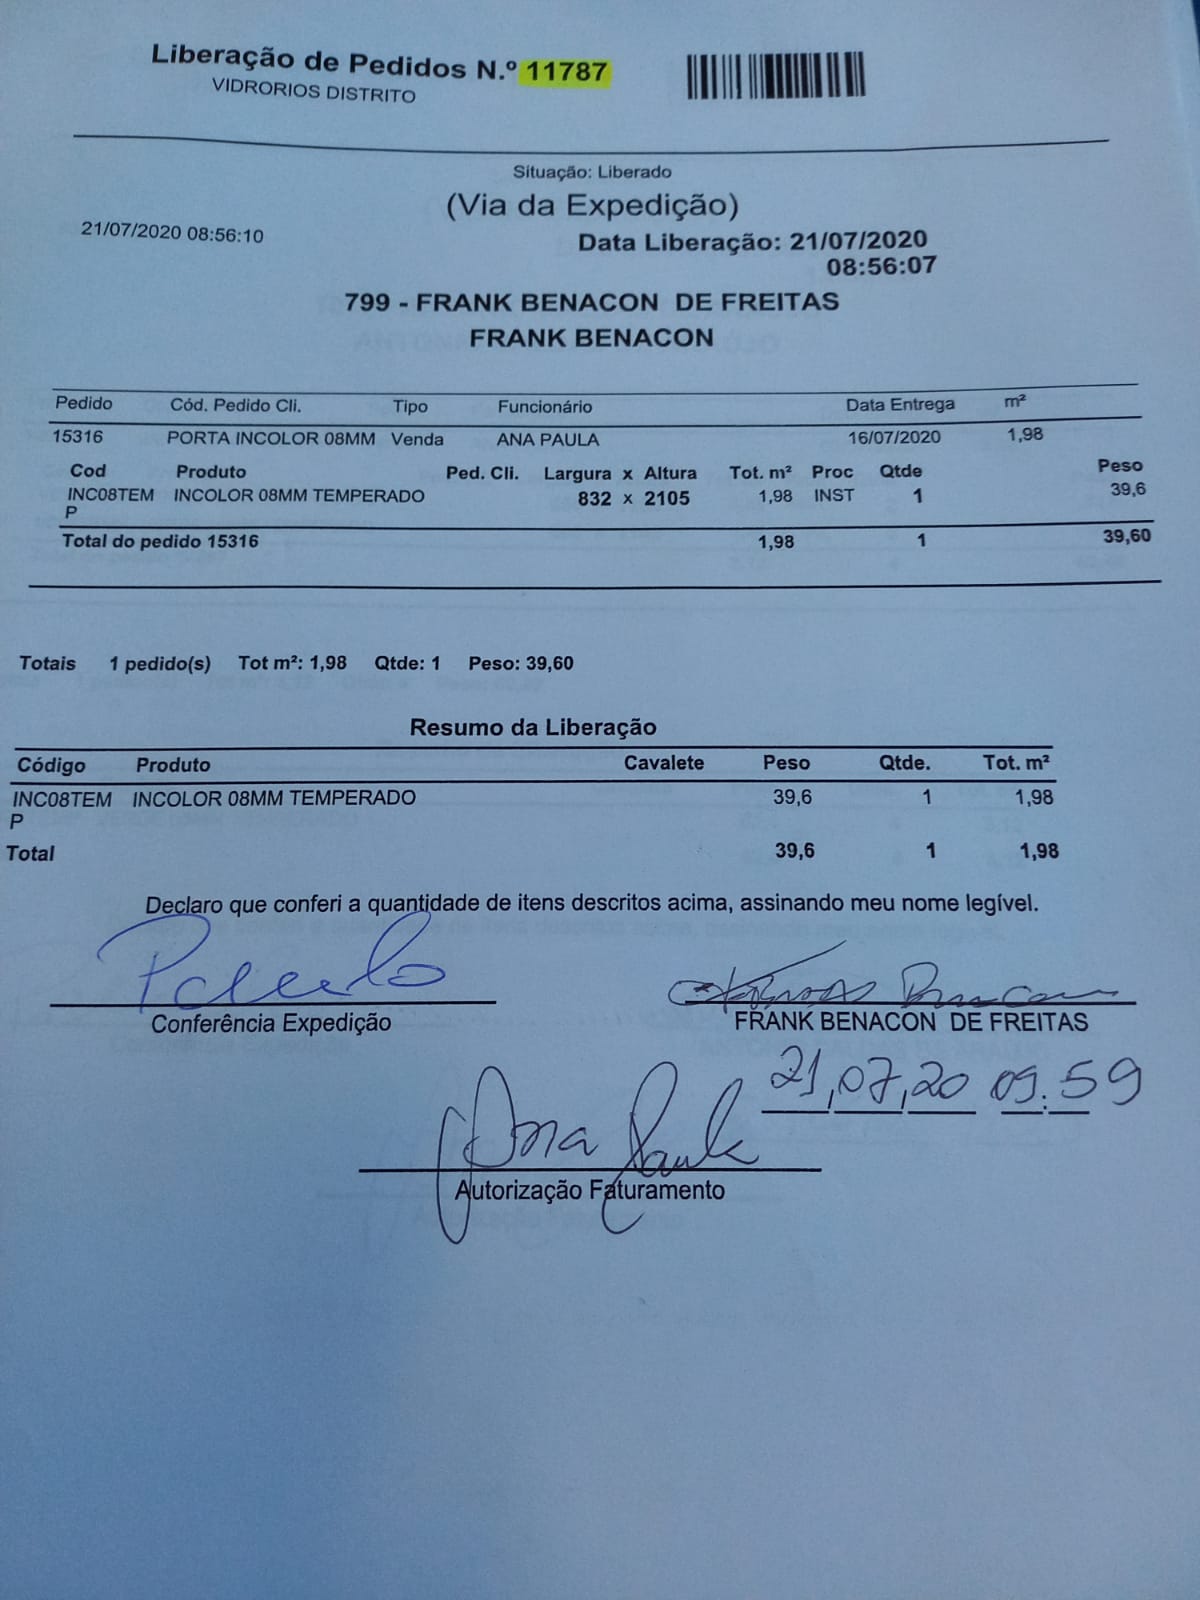 Liberação de Pedidos N.º 11787
VIDRORIOS DISTRITO
Situação: Liberado
(Via da Expedição)
21/07/2020 08:56:10
Data Liberação: 21/07/2020
08:56:07
799 - FRANK BENACON DE FREITAS
FRANK BENACON
Pedido Cód. Pedido Cli. Tipo Funcionário Data Entrega m²
15316 PORTA INCOLOR 08MM Venda ANA PAULA 16/07/2020 1,98
Cod Produto Ped. Cli. Largura x Altura Tot. m² Proc Qtde Peso
INC08TEM INCOLOR 08MM TEMPERADO 832 x 2105 1,98 INST 1 39,6
P
Total do pedido 15316 1,98 1 39,60
Totais 1 pedido(s) Tot m²: 1,98 Qtde: 1 Peso: 39,60
Resumo da Liberação
Código Produto Cavalete Peso Qtde. Tot. m²
INC08TEM INCOLOR 08MM TEMPERADO 39,6 1 1,98
P
Total 39,6 1 1,98
Declaro que conferi a quantidade de itens descritos acima, assinando meu nome legível.
Conferência Expedição
FRANK BENACON DE FREITAS
21,07,20 09:59
Ana Paula
Autorização Faturamento